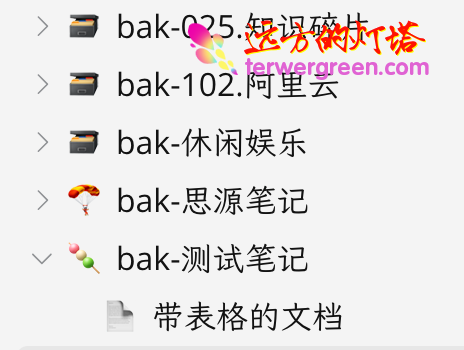 bak-025.知识碎片
远方的灯塔
terwergreen.com
bak-102.阿里云
bak-休闲娱乐
bak-思源笔记
bak-测试笔记
带表格的文档